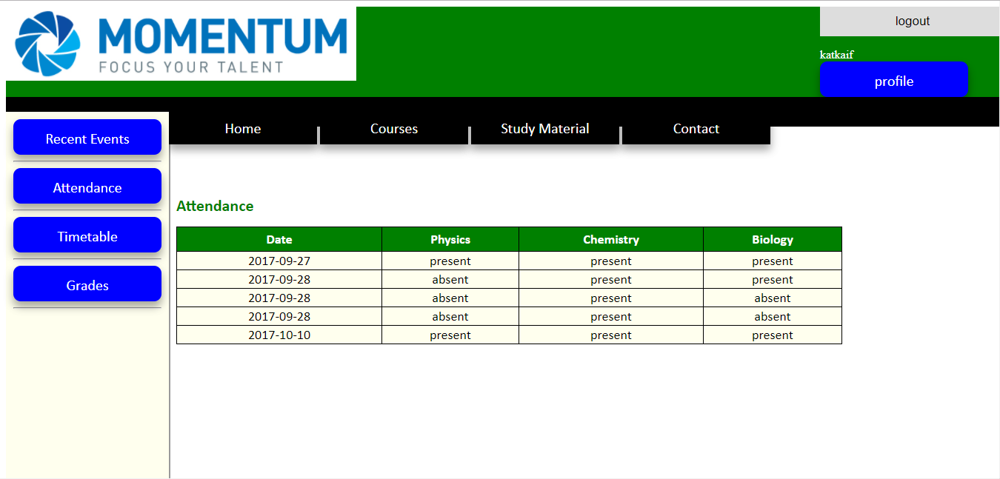 MOMENTUM
FOCUS YOUR TALENT
logout
katkaif
profile
Home Courses Study Material Contact
Recent Events
Attendance
Timetable
Grades
Attendance
Date Physics Chemistry Biology
2017-09-27 present present present
2017-09-28 absent present present
2017-09-28 absent present absent
2017-09-28 absent present absent
2017-10-10 present present present